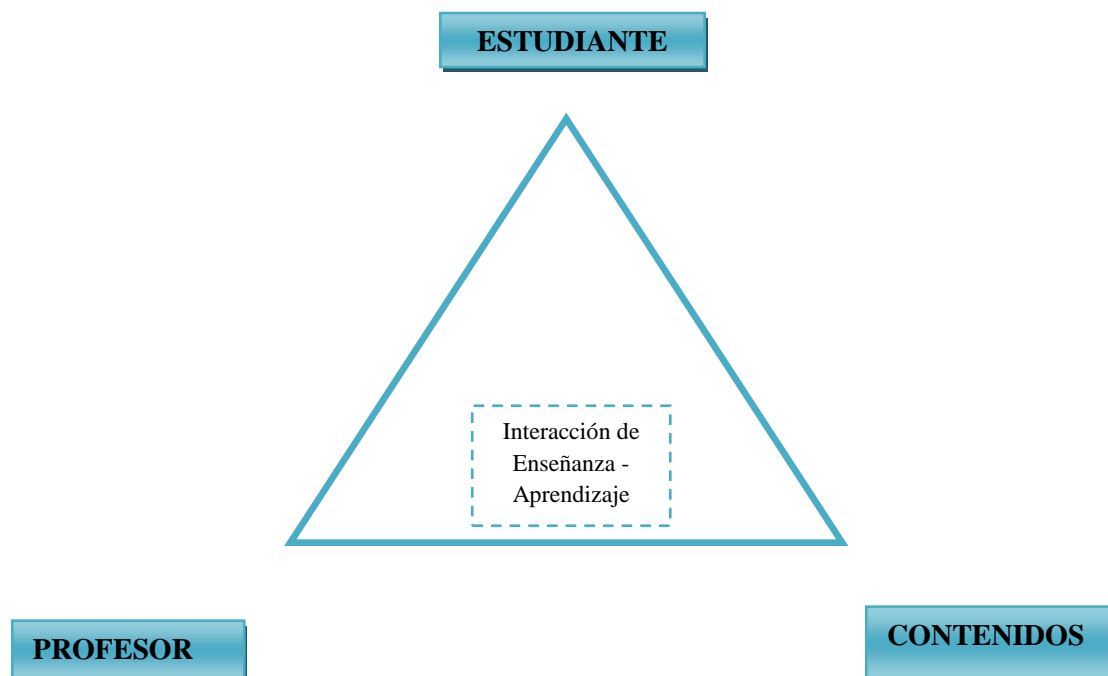 ESTUDIANTE
Interacción de
Enseñanza -
Aprendizaje
PROFESOR
CONTENIDOS